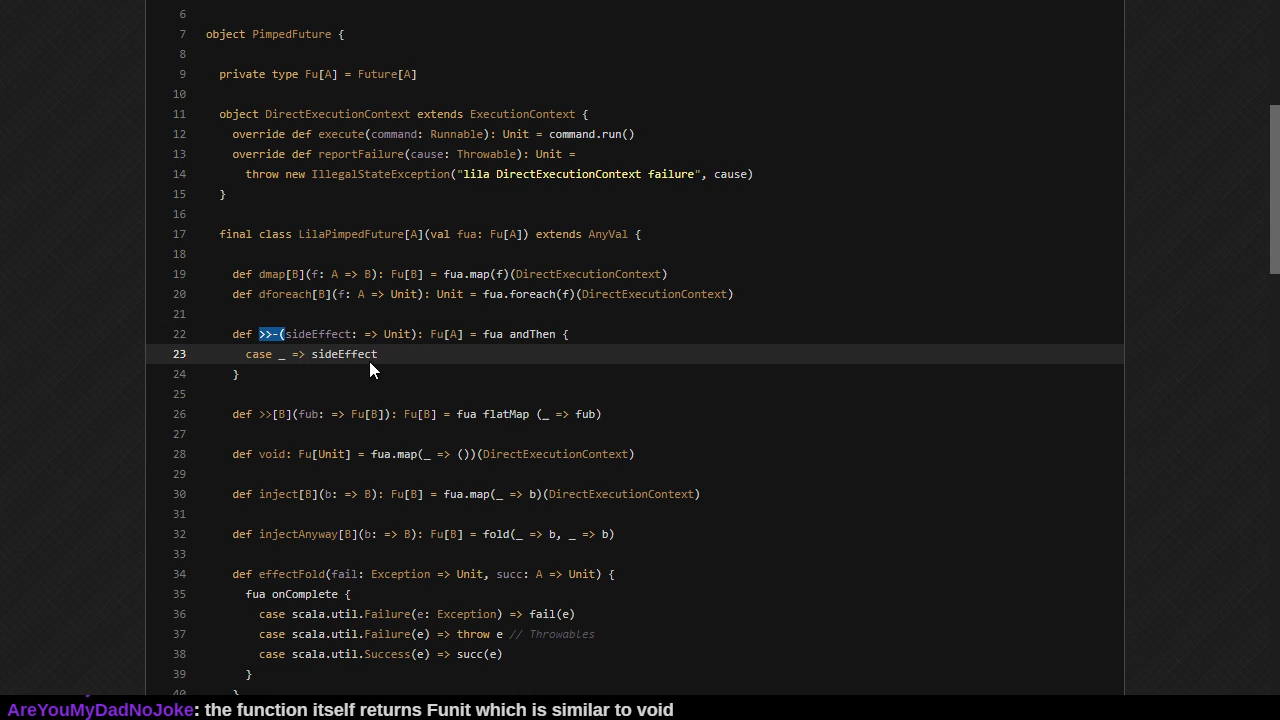 6
7 object PimpedFuture {
8
9 private type Fu[A] = Future[A]
10
11 object DirectExecutionContext extends ExecutionContext {
12 override def execute(command: Runnable): Unit = command.run()
13 override def reportFailure(cause: Throwable): Unit =
14 throw new IllegalStateException("lila DirectExecutionContext failure", cause)
15 }
16
17 final class LilaPimpedFuture[A](val fua: Fu[A]) extends AnyVal {
18
19 def dmap[B](f: A => B): Fu[B] = fua.map(f)(DirectExecutionContext)
20 def dforeach[B](f: A => Unit): Unit = fua.foreach(f)(DirectExecutionContext)
21
22 def >>-(sideEffect: => Unit): Fu[A] = fua andThen {
23 case _ => sideEffect
24 }
25
26 def >>[B](fub: => Fu[B]): Fu[B] = fua flatMap (_ => fub)
27
28 def void: Fu[Unit] = fua.map(_ => ())(DirectExecutionContext)
29
30 def inject[B](b: => B): Fu[B] = fua.map(_ => b)(DirectExecutionContext)
31
32 def injectAnyway[B](b: => B): Fu[B] = fold(_ => b, _ => b)
33
34 def effectFold(fail: Exception => Unit, succ: A => Unit) {
35 fua onComplete {
36 case scala.util.Failure(e: Exception) => fail(e)
37 case scala.util.Failure(e) => throw e // Throwables
38 case scala.util.Success(e) => succ(e)
39 }
40 }
AreYouMyDadNoJoke: the function itself returns Funit which is similar to void